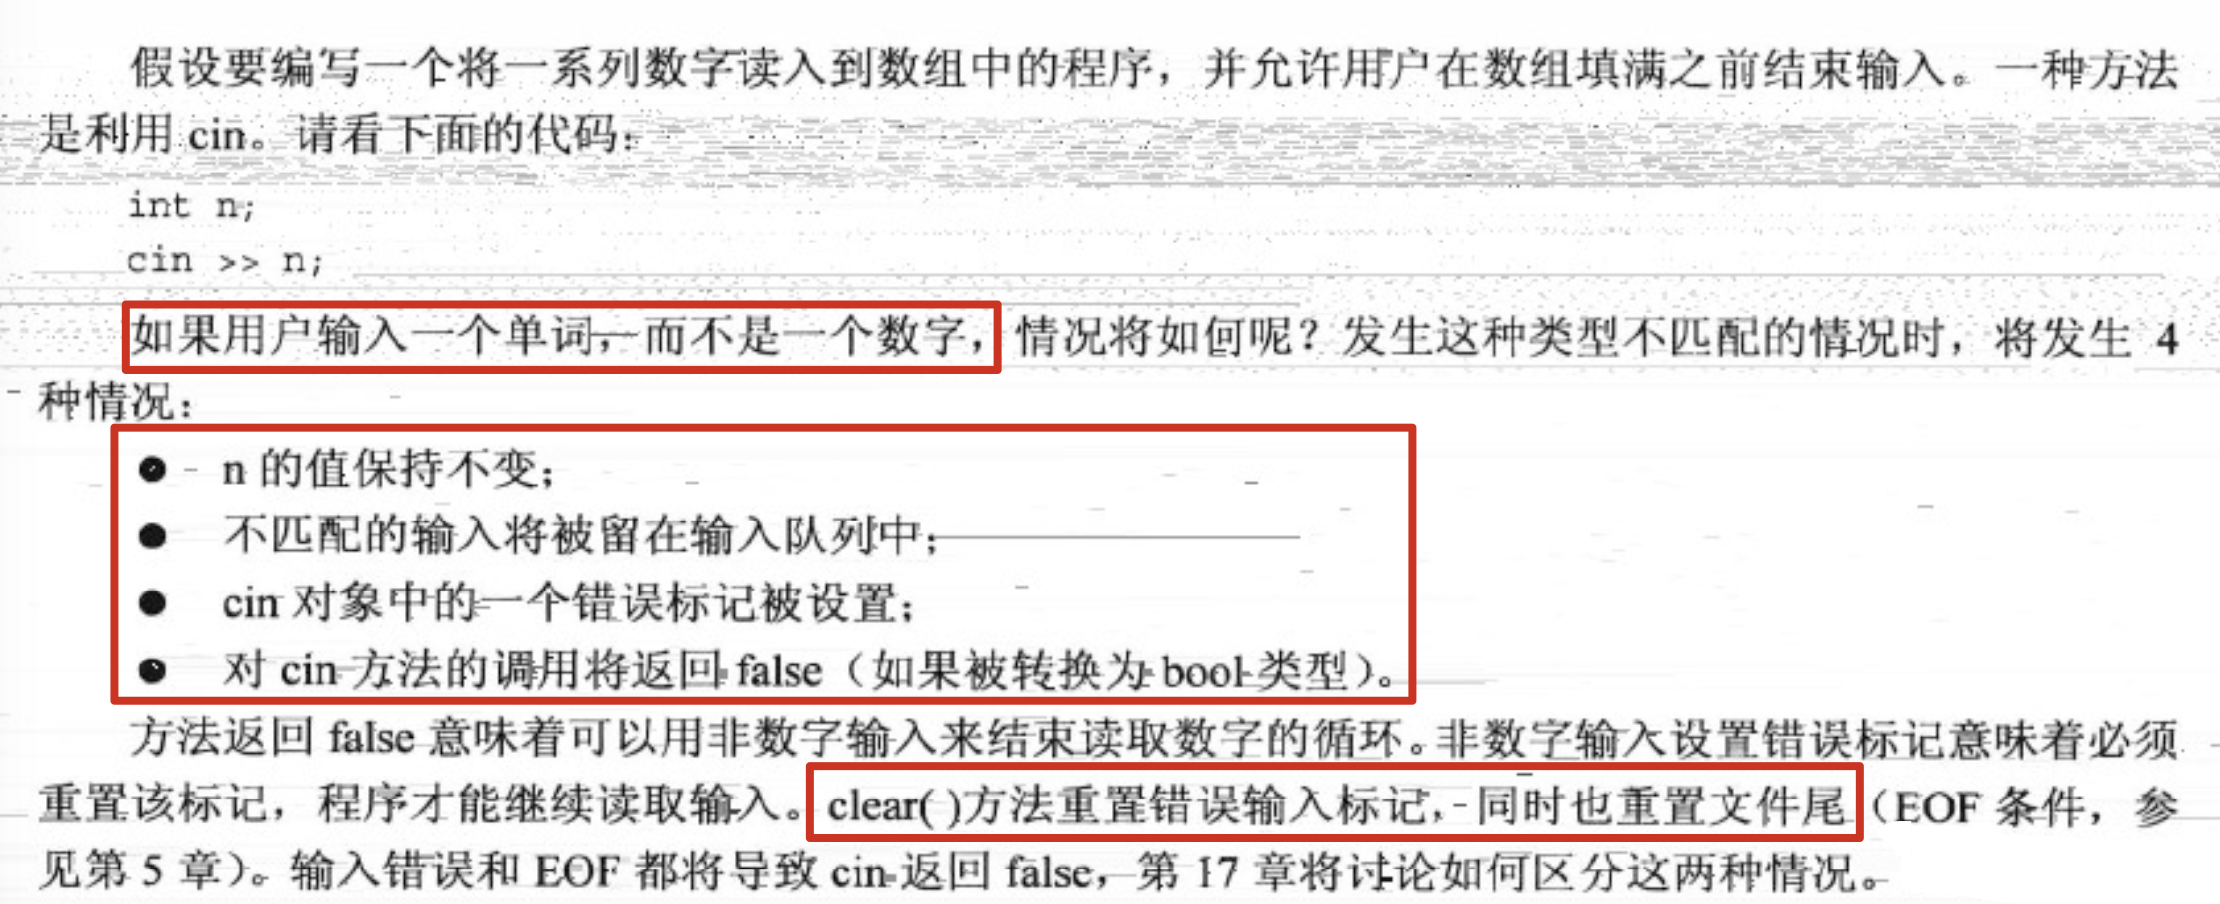 假设要编写一个将一系列数字读入到数组中的程序，并允许用户在数组填满之前结束输入。一种方法
是利用 cin。请看下面的代码：
int n;
cin >> n;
如果用户输入一个单词，而不是一个数字，情况将如何呢？发生这种类型不匹配的情况时，将发生 4
种情况：
● n 的值保持不变；
● 不匹配的输入将被留在输入队列中；
● cin 对象中的一个错误标记被设置；
● 对 cin 方法的调用将返回 false（如果被转换为 bool 类型）。
方法返回 false 意味着可以用非数字输入来结束读取数字的循环。非数字输入设置错误标记意味着必须
重置该标记，程序才能继续读取输入。clear( )方法重置错误输入标记，同时也重置文件尾（EOF 条件，参
见第 5 章）。输入错误和 EOF 都将导致 cin 返回 false，第 17 章将讨论如何区分这两种情况。